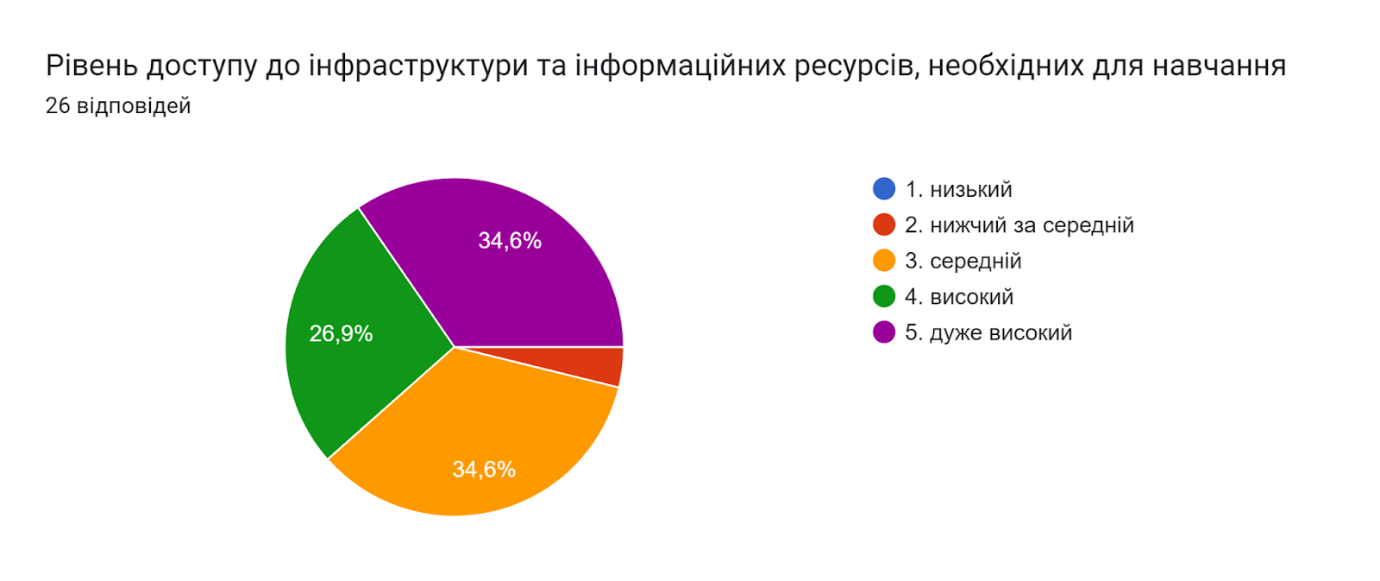 Рівень доступу до інфраструктури та інформаційних ресурсів, необхідних для навчання
26 відповідей
34,6%
26,9%
34,6%
1. низький
2. нижчий за середній
3. середній
4. високий
5. дуже високий